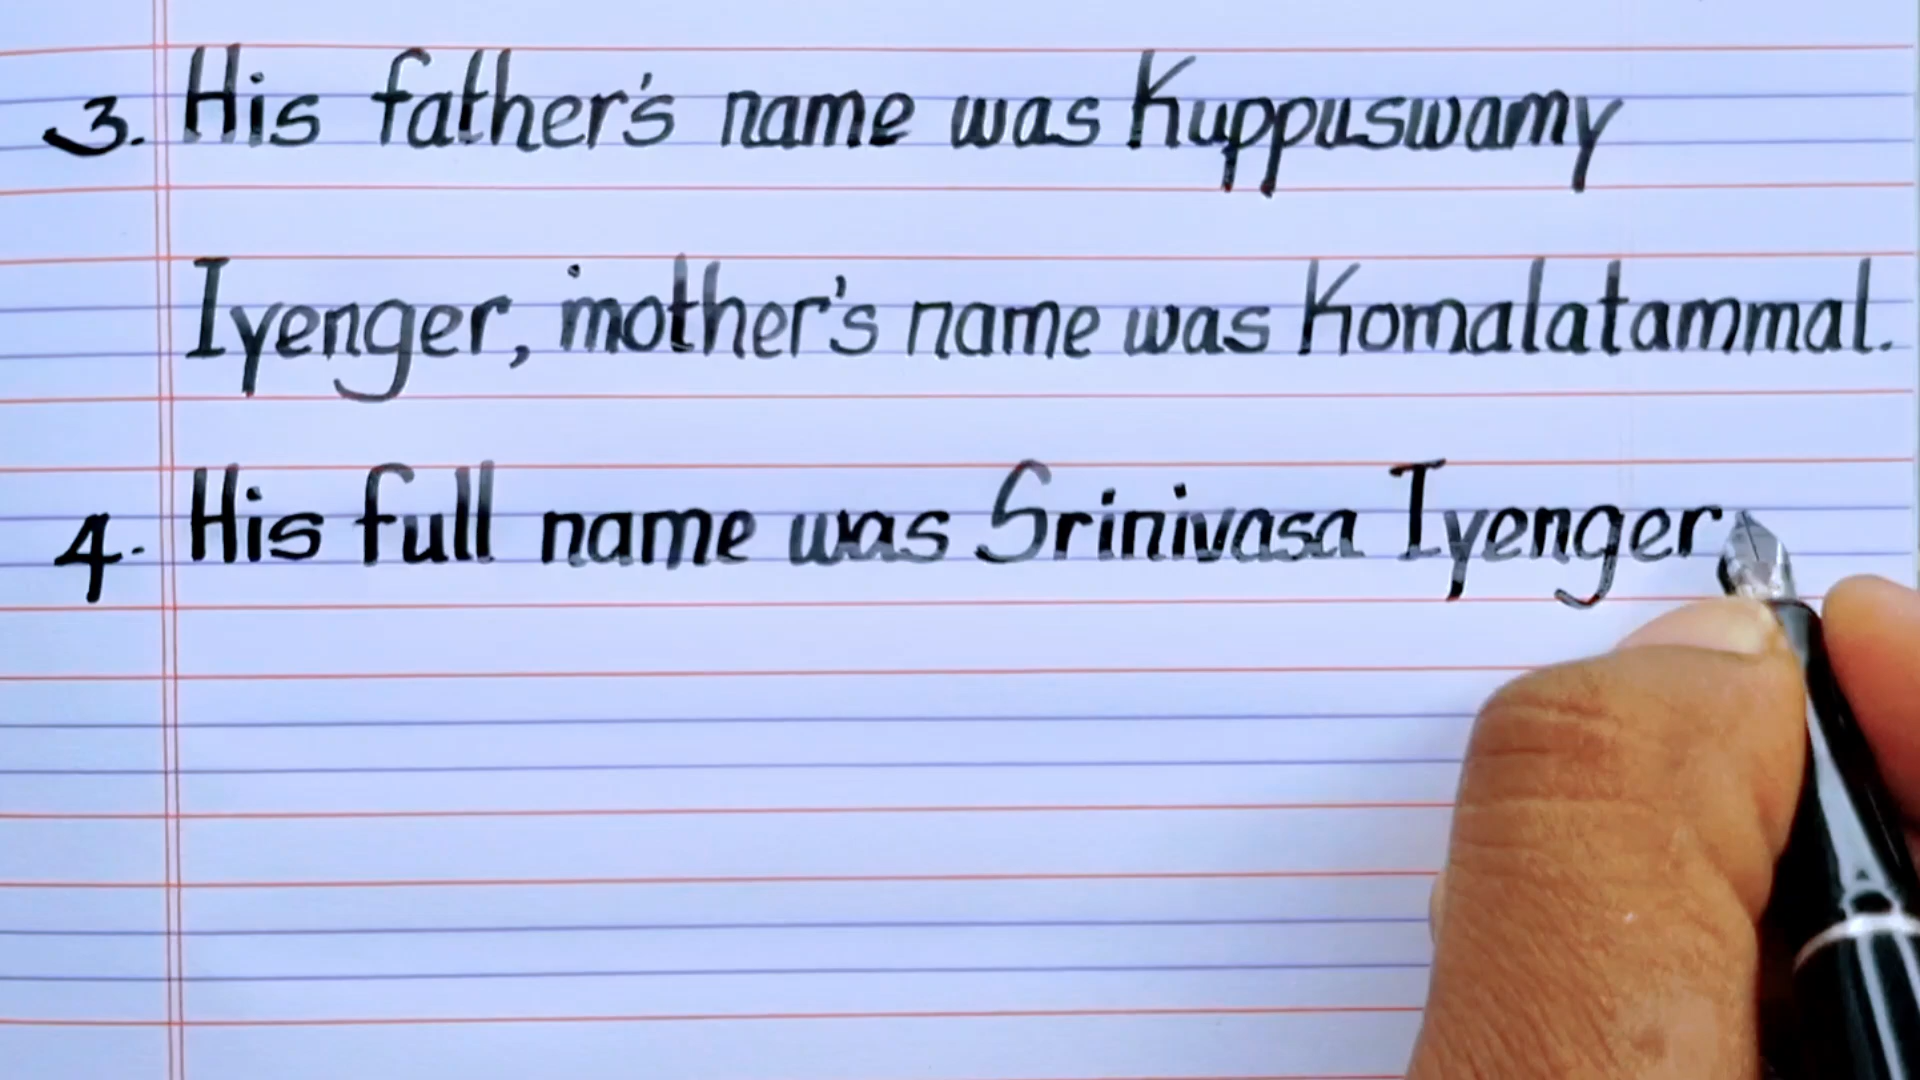 3. His father's name was Kuppuswamy
Iyenger, mother's name was Komalatammal.
4. His full name was Srinivasa Iyenger